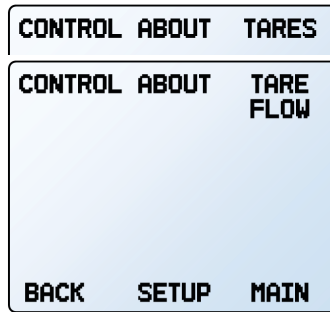 CONTROL ABOUT TARES
CONTROL ABOUT TARE
FLOW
BACK SETUP MAIN